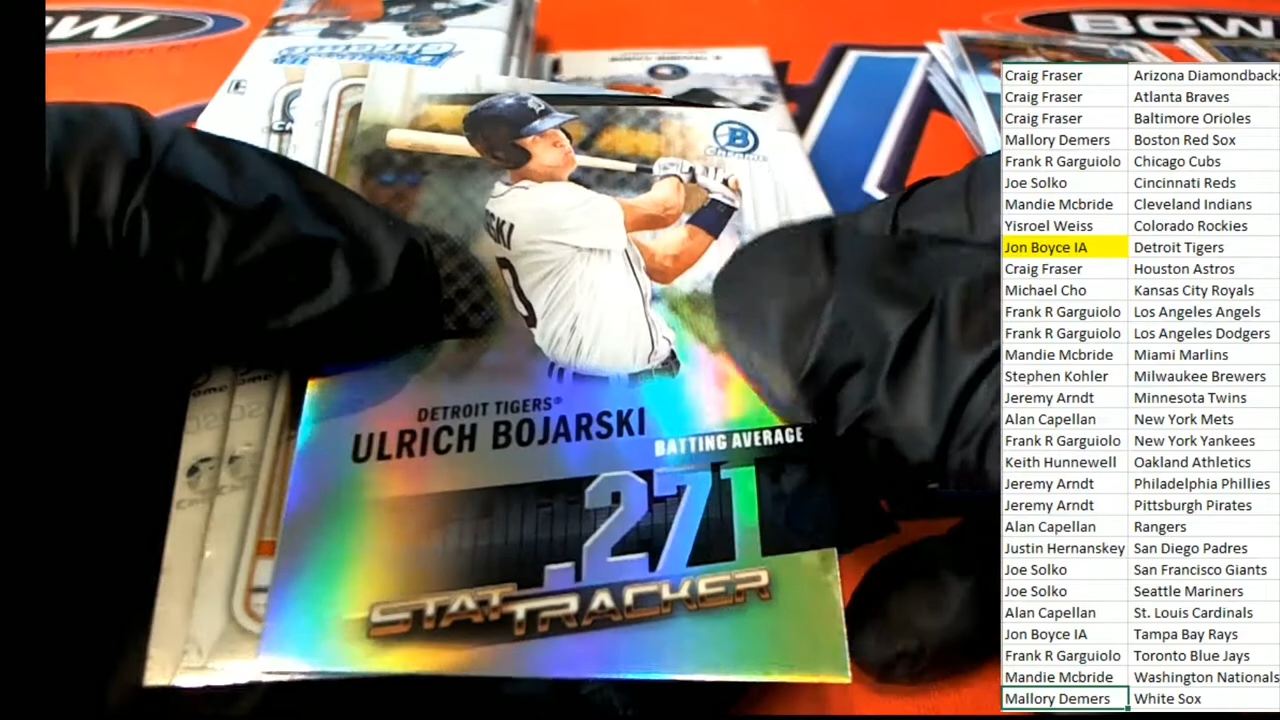 BCW
BCW
B
CHROME
SKI
0
DETROIT TIGERS®
ULRICH BOJARSKI
BATTING AVERAGE
.271
STAT TRACKER
Craig Fraser Arizona Diamondbacks
Craig Fraser Atlanta Braves
Craig Fraser Baltimore Orioles
Mallory Demers Boston Red Sox
Frank R Garguiolo Chicago Cubs
Joe Solko Cincinnati Reds
Mandie Mcbride Cleveland Indians
Yisroel Weiss Colorado Rockies
Jon Boyce IA Detroit Tigers
Craig Fraser Houston Astros
Michael Cho Kansas City Royals
Frank R Garguiolo Los Angeles Angels
Frank R Garguiolo Los Angeles Dodgers
Mandie Mcbride Miami Marlins
Stephen Kohler Milwaukee Brewers
Jeremy Arndt Minnesota Twins
Alan Capellan New York Mets
Frank R Garguiolo New York Yankees
Keith Hunnewell Oakland Athletics
Jeremy Arndt Philadelphia Phillies
Jeremy Arndt Pittsburgh Pirates
Alan Capellan Rangers
Justin Hernanskey San Diego Padres
Joe Solko San Francisco Giants
Joe Solko Seattle Mariners
Alan Capellan St. Louis Cardinals
Jon Boyce IA Tampa Bay Rays
Frank R Garguiolo Toronto Blue Jays
Mandie Mcbride Washington Nationals
Mallory Demers White Sox